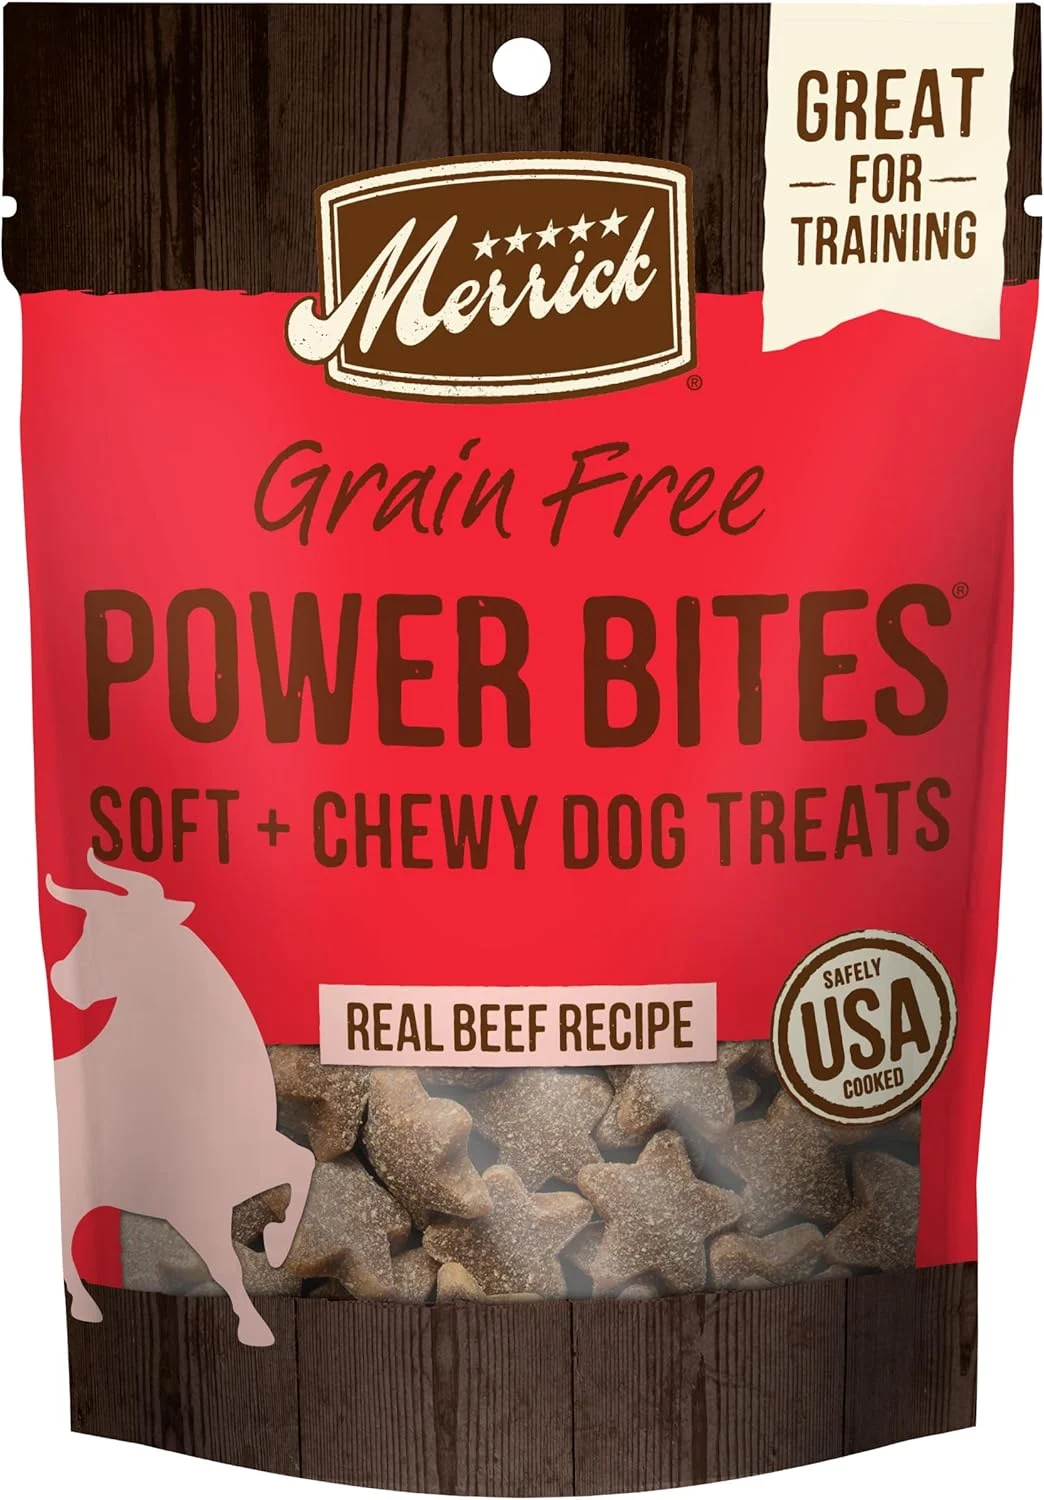 GREAT
FOR
TRAINING
Merrick
®
Grain Free
POWER BITES®
SOFT + CHEWY DOG TREATS
REAL BEEF RECIPE
SAFELY
USA
COOKED